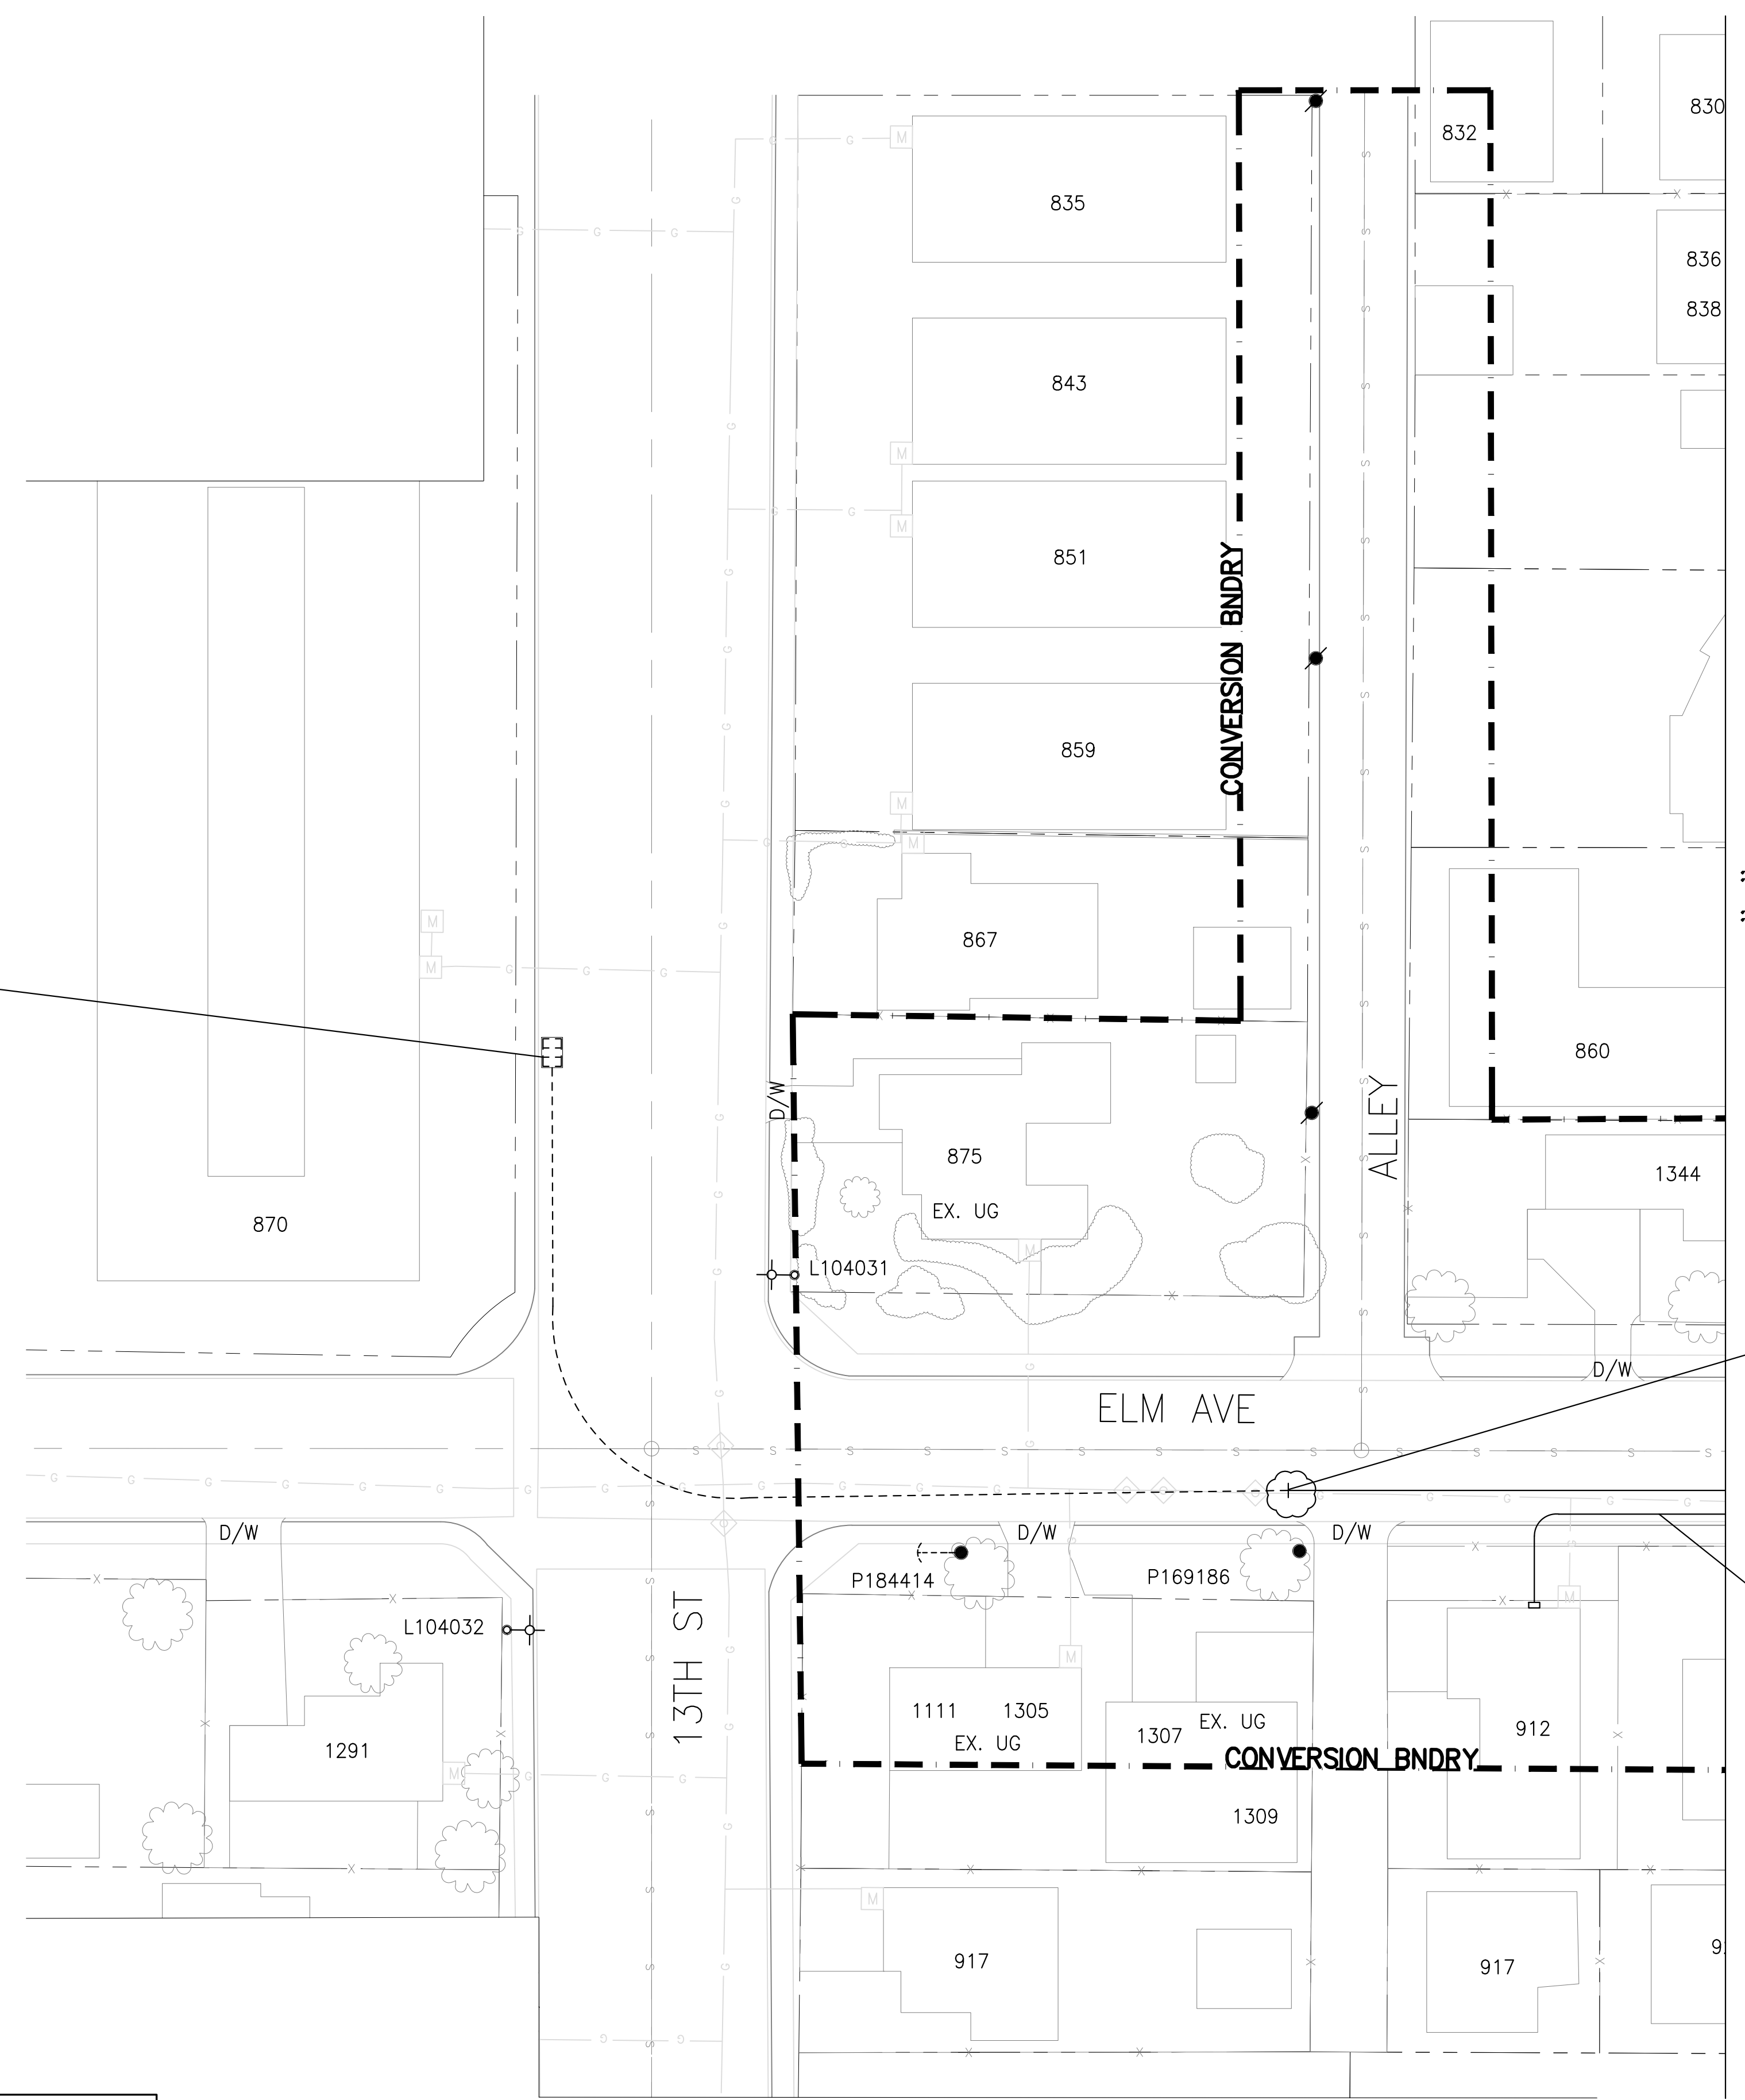 832
830
835
836
838
843
CONVERSION BNDRY
851
859
867
860
D/W
ALLEY
875
EX. UG
1344
870
L104031
D/W
ELM AVE
D/W
D/W
D/W
P184414
P169186
L104032
13TH ST
1111
1305
EX. UG
1307
EX. UG
912
1291
CONVERSION BNDRY
1309
917
917
M
M
M
M
M
M
M
M
M
M
M
M
G
S
X